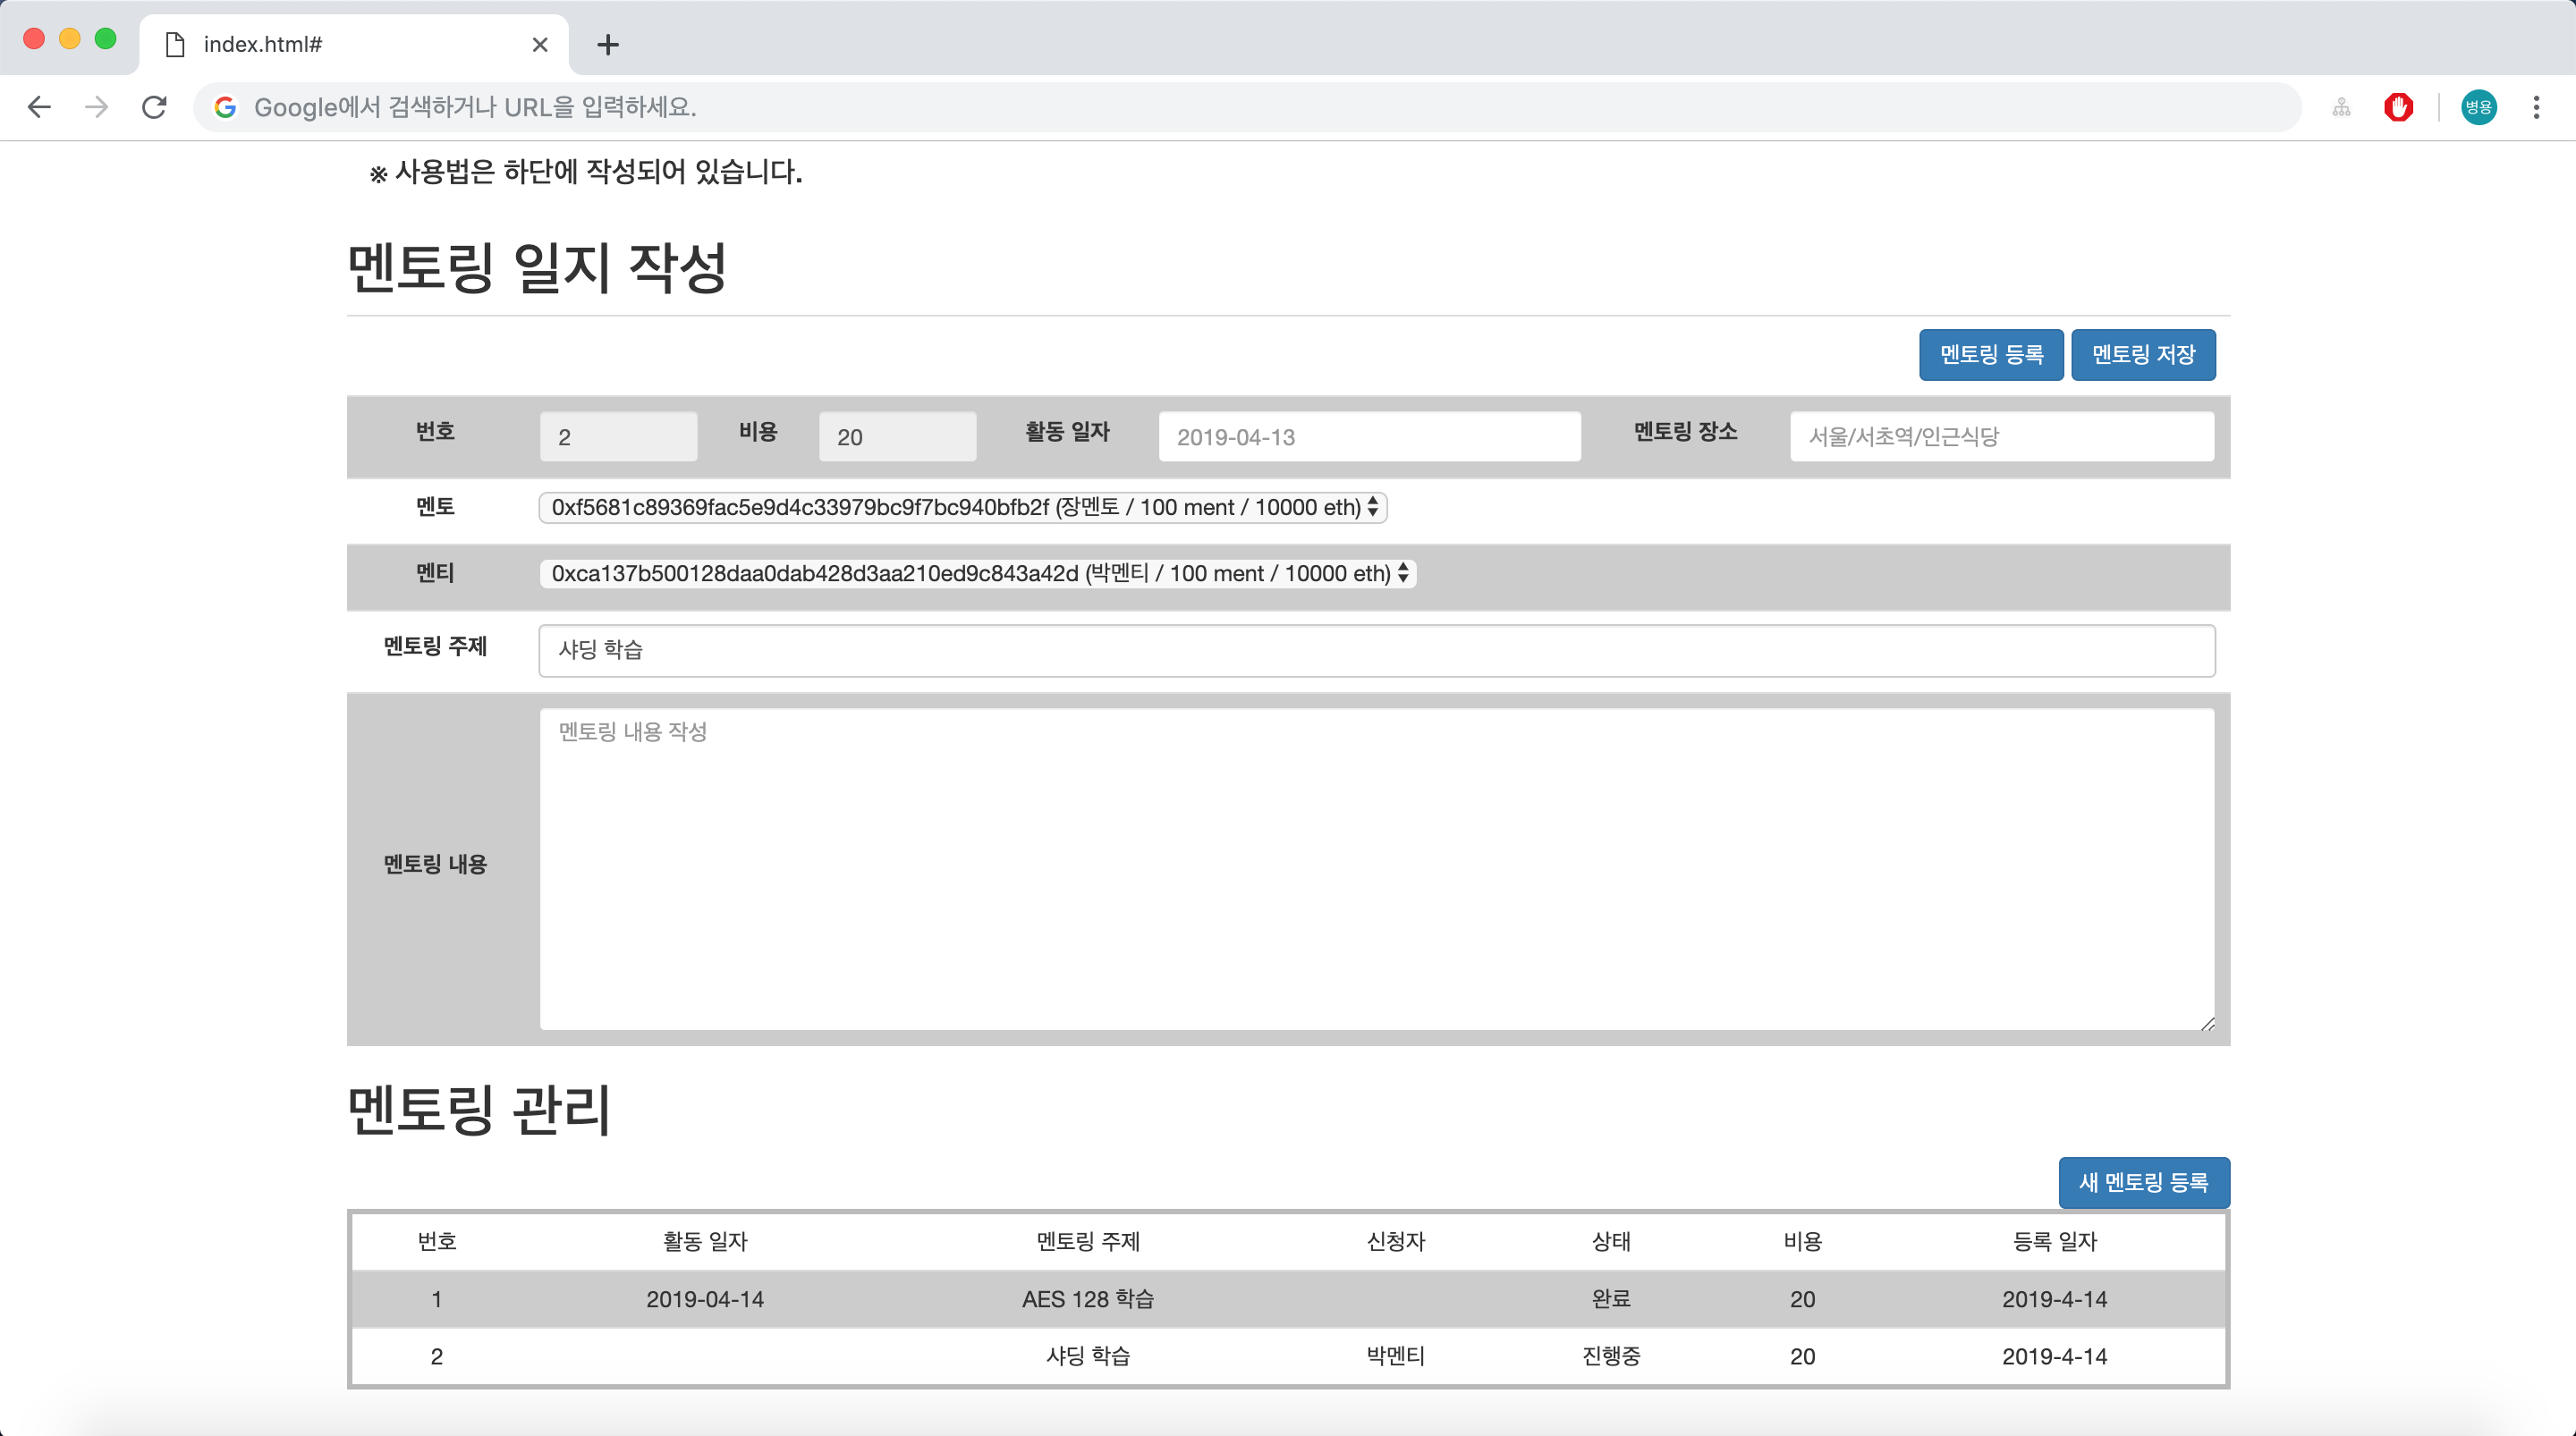 index.html#
Google에서 검색하거나 URL을 입력하세요.
병용
※ 사용법은 하단에 작성되어 있습니다.
멘토링 일지 작성
멘토링 등록 멘토링 저장
번호 2 비용 20 활동 일자 2019-04-13 멘토링 장소 서울/서초역/인근식당
멘토 0xf5681c89369fac5e9d4c33979bc9f7bc940bfb2f (장멘토 / 100 ment / 10000 eth)
멘티 0xca137b500128daa0dab428d3aa210ed9c843a42d (박멘티 / 100 ment / 10000 eth)
멘토링 주제 샤딩 학습
멘토링 내용 멘토링 내용 작성
멘토링 관리
새 멘토링 등록
번호 활동 일자 멘토링 주제 신청자 상태 비용 등록 일자
1 2019-04-14 AES 128 학습 완료 20 2019-4-14
2 샤딩 학습 박멘티 진행중 20 2019-4-14